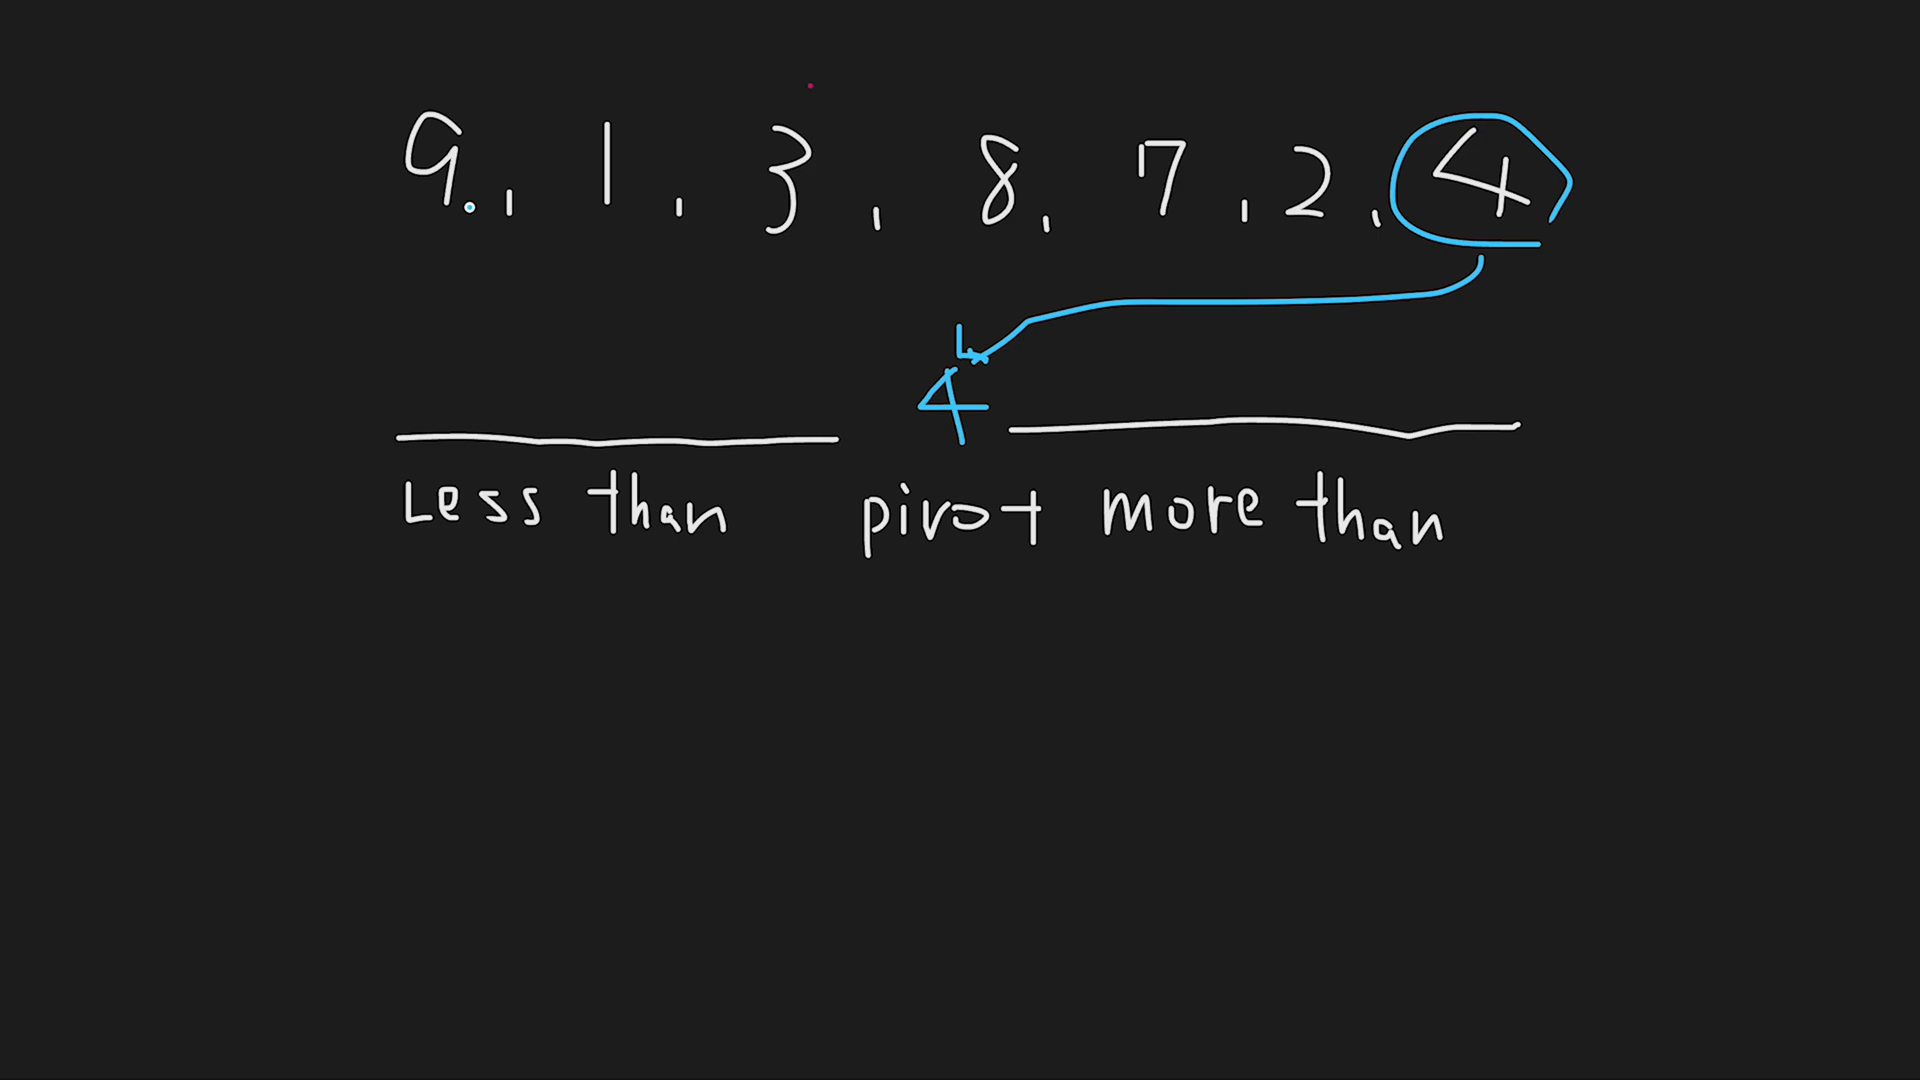 9, 1, 3, 8, 7, 2, 4
4
Less than pivot more than